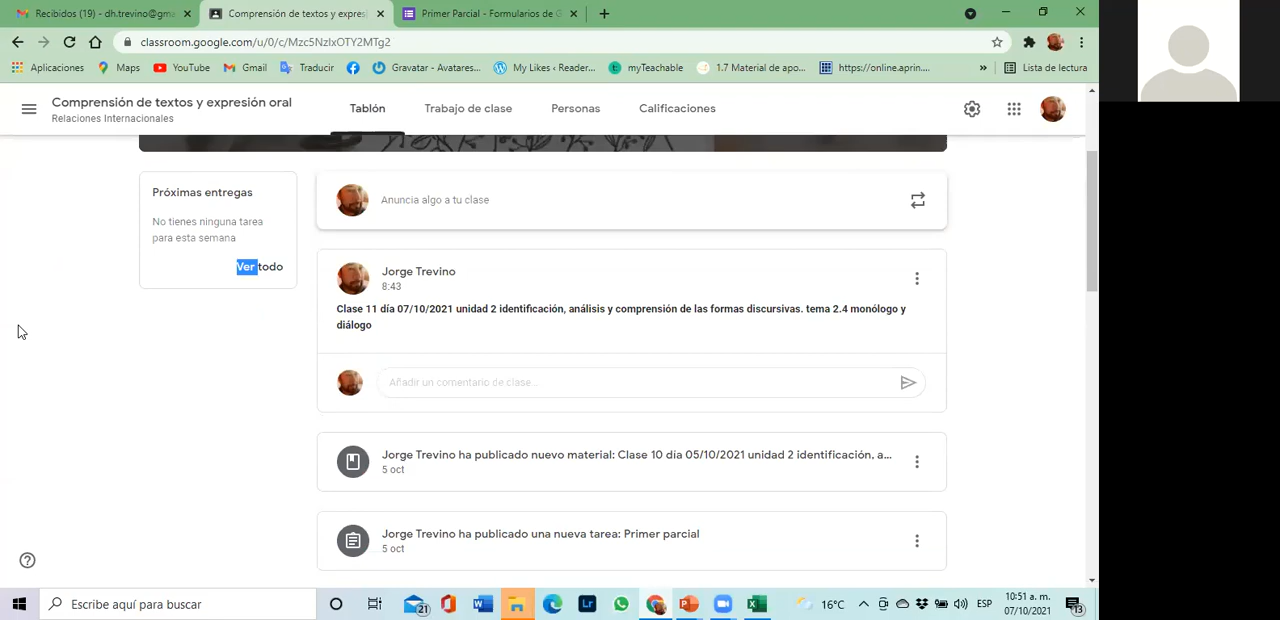 Recibidos (19) - dh.trevino@gma
Comprensión de textos y expres
Primer Parcial - Formularios de G
classroom.google.com/u/0/c/Mzc5NzIxOTY2MTg2
Aplicaciones
Maps
YouTube
Gmail
Traducir
Gravatar - Avatares...
My Likes ‹ Reader...
myTeachable
1.7 Material de apo...
https://online.aprin...
»
Lista de lectura
Comprensión de textos y expresión oral
Relaciones Internacionales
Tablón
Trabajo de clase
Personas
Calificaciones
Próximas entregas
No tienes ninguna tarea
para esta semana
Ver todo
Anuncia algo a tu clase
Jorge Trevino
8:43
Clase 11 día 07/10/2021 unidad 2 identificación, análisis y comprensión de las formas discursivas. tema 2.4 monólogo y
diálogo
Añadir un comentario de clase...
Jorge Trevino ha publicado nuevo material: Clase 10 día 05/10/2021 unidad 2 identificación, a...
5 oct
Jorge Trevino ha publicado una nueva tarea: Primer parcial
5 oct
Escribe aquí para buscar
21
Lr
16°C
ESP
10:51 a. m.
07/10/2021
13